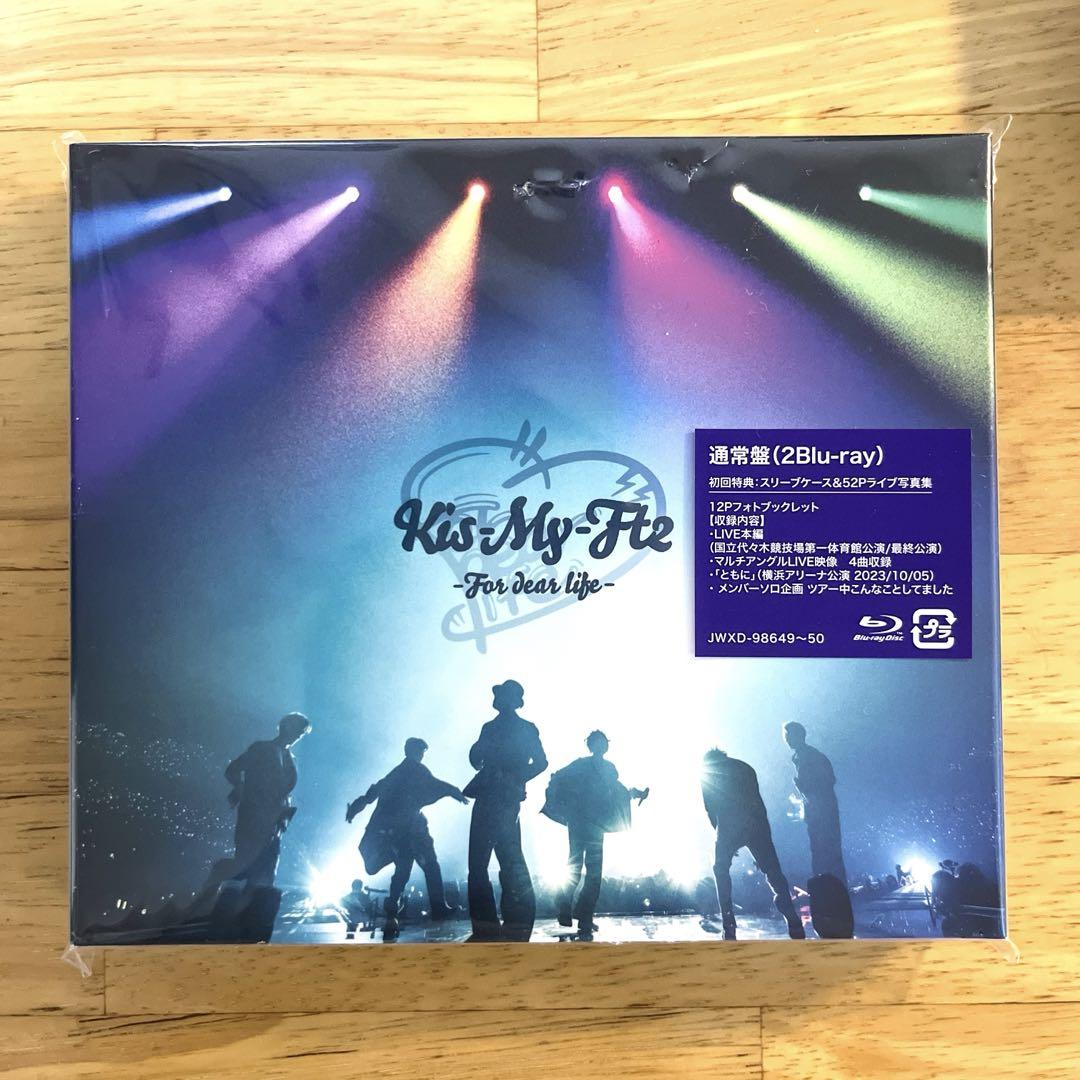 Kis-My-Ft2
-For dear life-
通常盤(2Blu-ray)
初回特典:スリーブケース&52Pライブ写真集
12Pフォトブックレット
【収録内容】
・LIVE本編
(国立代々木競技場第一体育館公演/最終公演)
・マルチアングルLIVE映像 4曲収録
・「ともに」(横浜アリーナ公演 2023/10/05)
・メンバーソロ企画 ツアー中こんなことしてました
JWXD-98649~50
Blu-ray Disc
プラ